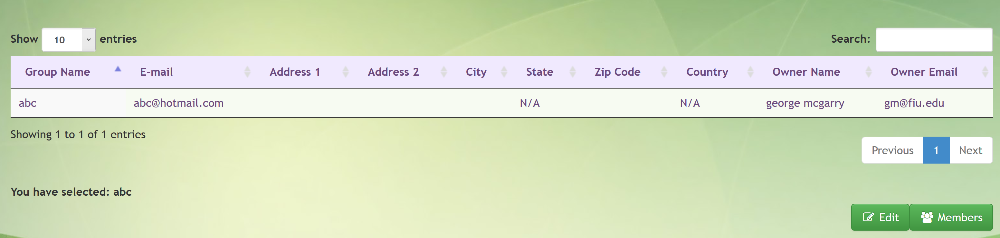 Show 10 entries Search:
Group Name E-mail Address 1 Address 2 City State Zip Code Country Owner Name Owner Email
abc abc@hotmail.com N/A N/A george mcgarry gm@fiu.edu
Showing 1 to 1 of 1 entries
Previous 1 Next
You have selected: abc
Edit Members